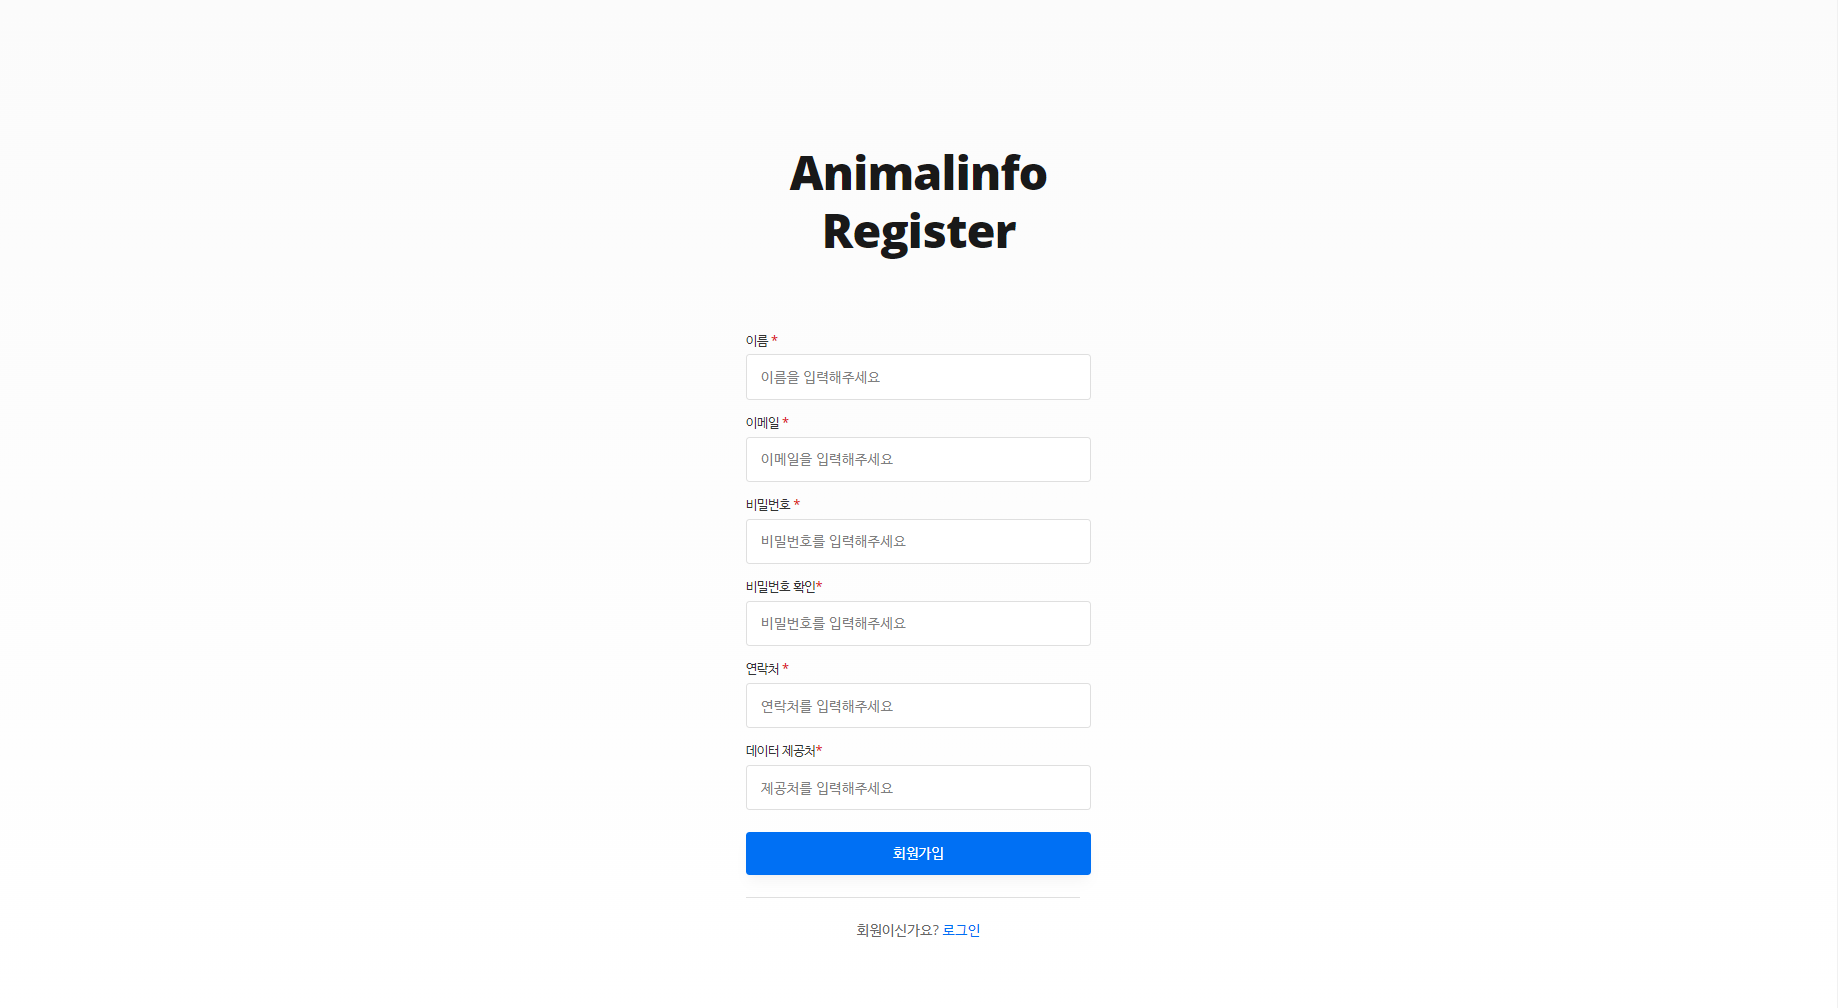 Animalinfo
Register
이름 *
이름을 입력해주세요
이메일 *
이메일을 입력해주세요
비밀번호 *
비밀번호를 입력해주세요
비밀번호 확인*
비밀번호를 입력해주세요
연락처 *
연락처를 입력해주세요
데이터 제공처*
제공처를 입력해주세요
회원가입
회원이신가요? 로그인